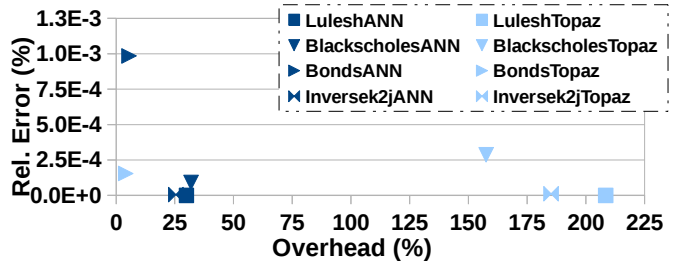 1.3E-3
1.0E-3
7.5E-4
5.0E-4
2.5E-4
0.0E+0
Rel. Error (%)
LuleshANN LuleshTopaz
BlackscholesANN BlackscholesTopaz
BondsANN BondsTopaz
Inversek2jANN Inversek2jTopaz
0 25 50 75 100 125 150 175 200 225
Overhead (%)